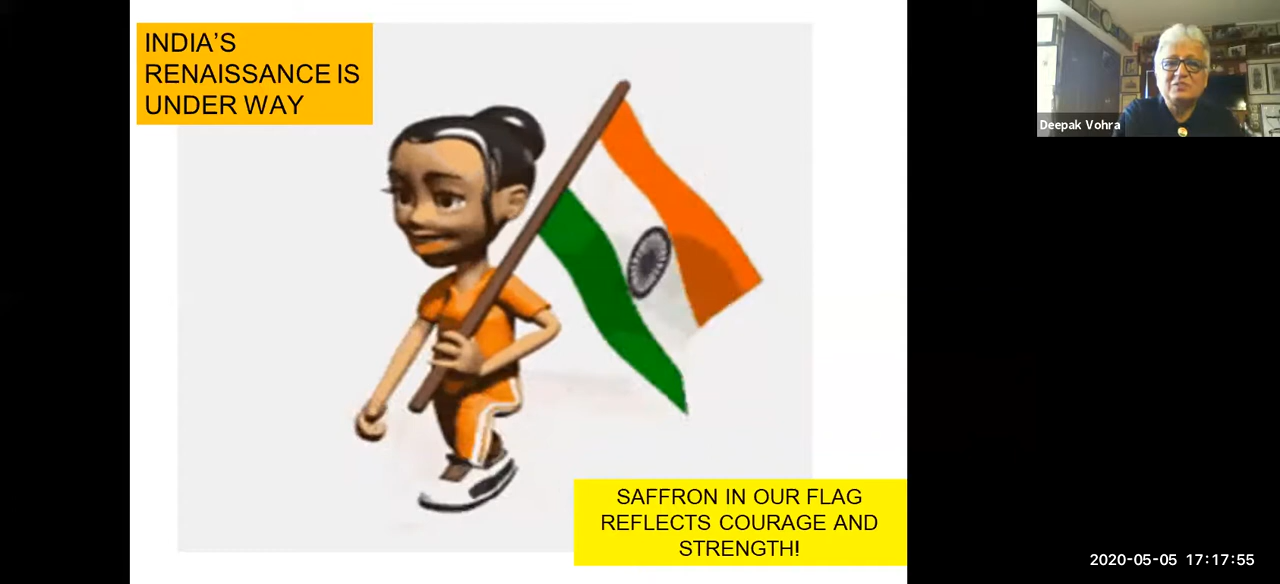 INDIA'S
RENAISSANCE IS
UNDER WAY
Deepak Vohra
SAFFRON IN OUR FLAG
REFLECTS COURAGE AND
STRENGTH!
2020-05-05 17:17:55